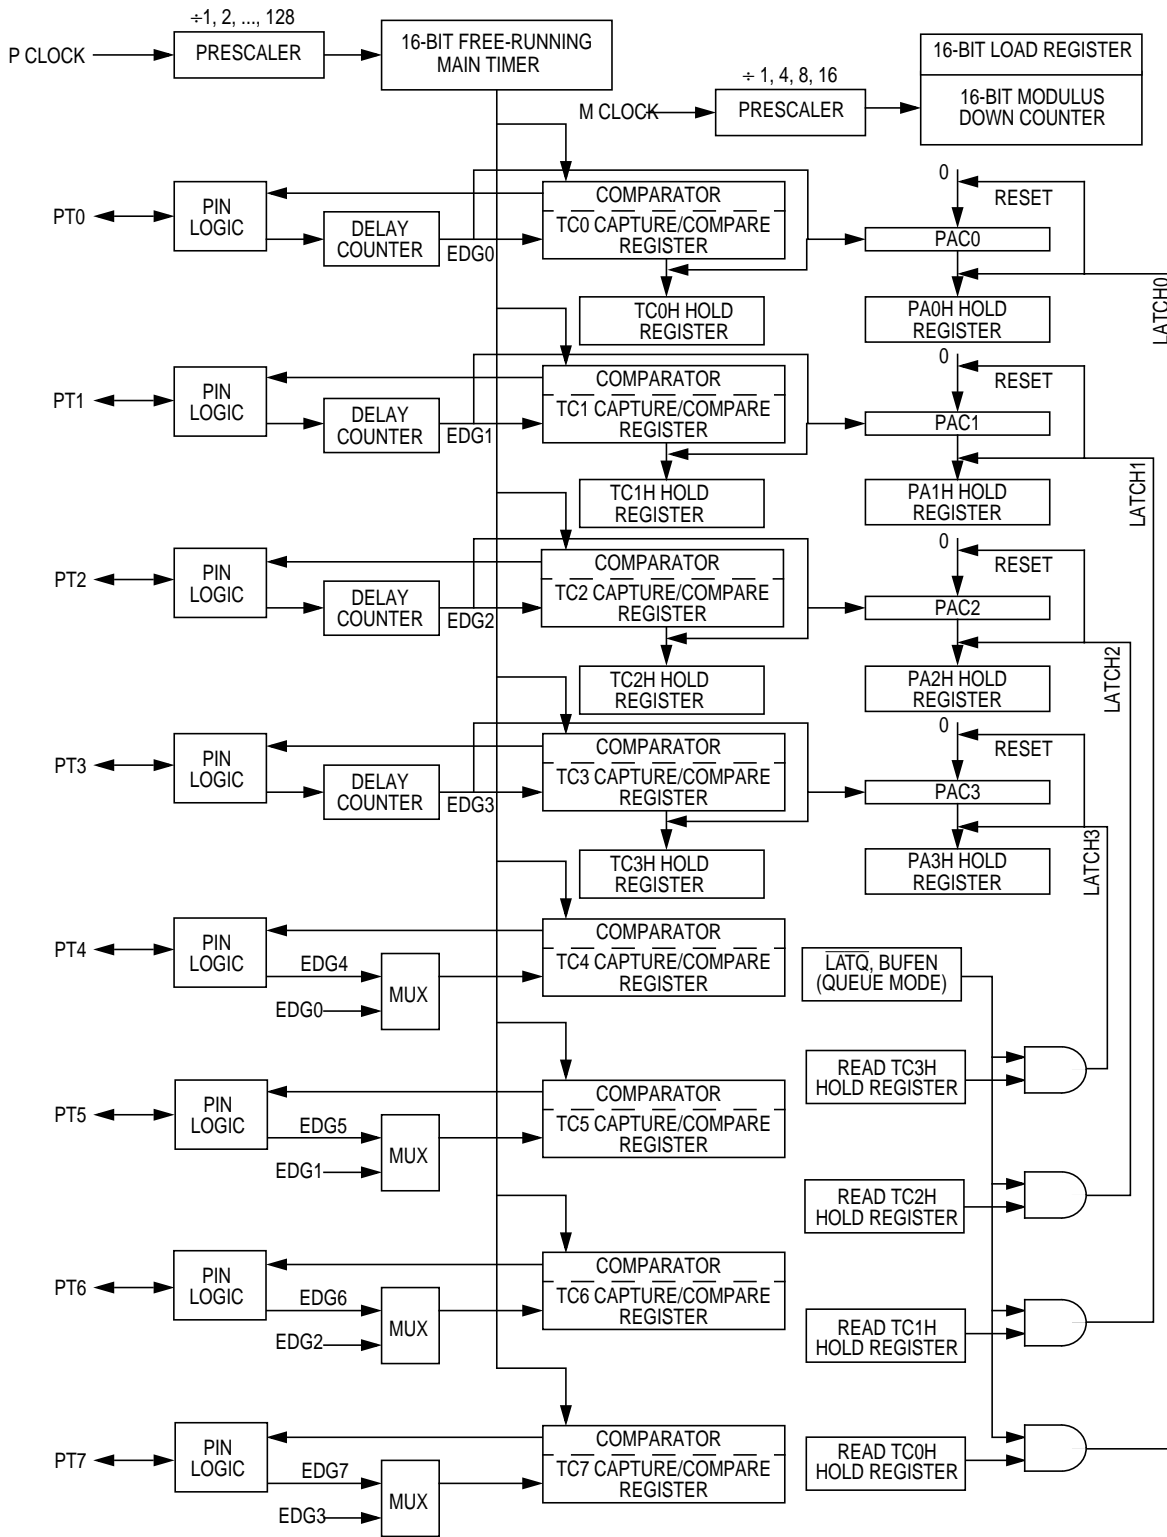 ÷1, 2, ..., 128
P CLOCK
PRESCALER
16-BIT FREE-RUNNING
MAIN TIMER
÷ 1, 4, 8, 16
M CLOCK
PRESCALER
16-BIT LOAD REGISTER
16-BIT MODULUS
DOWN COUNTER
PT0
PIN
LOGIC
DELAY
COUNTER
EDG0
COMPARATOR
TC0 CAPTURE/COMPARE
REGISTER
TC0H HOLD
REGISTER
0
RESET
PAC0
PA0H HOLD
REGISTER
LATCH0
PT1
PIN
LOGIC
DELAY
COUNTER
EDG1
COMPARATOR
TC1 CAPTURE/COMPARE
REGISTER
TC1H HOLD
REGISTER
0
RESET
PAC1
PA1H HOLD
REGISTER
LATCH1
PT2
PIN
LOGIC
DELAY
COUNTER
EDG2
COMPARATOR
TC2 CAPTURE/COMPARE
REGISTER
TC2H HOLD
REGISTER
0
RESET
PAC2
PA2H HOLD
REGISTER
LATCH2
PT3
PIN
LOGIC
DELAY
COUNTER
EDG3
COMPARATOR
TC3 CAPTURE/COMPARE
REGISTER
TC3H HOLD
REGISTER
0
RESET
PAC3
PA3H HOLD
REGISTER
LATCH3
PT4
PIN
LOGIC
EDG4
EDG0
MUX
COMPARATOR
TC4 CAPTURE/COMPARE
REGISTER
L̅A̅T̅Q̅, BUFEN
(QUEUE MODE)
READ TC3H
HOLD REGISTER
PT5
PIN
LOGIC
EDG5
EDG1
MUX
COMPARATOR
TC5 CAPTURE/COMPARE
REGISTER
READ TC2H
HOLD REGISTER
PT6
PIN
LOGIC
EDG6
EDG2
MUX
COMPARATOR
TC6 CAPTURE/COMPARE
REGISTER
READ TC1H
HOLD REGISTER
PT7
PIN
LOGIC
EDG7
EDG3
MUX
COMPARATOR
TC7 CAPTURE/COMPARE
REGISTER
READ TC0H
HOLD REGISTER